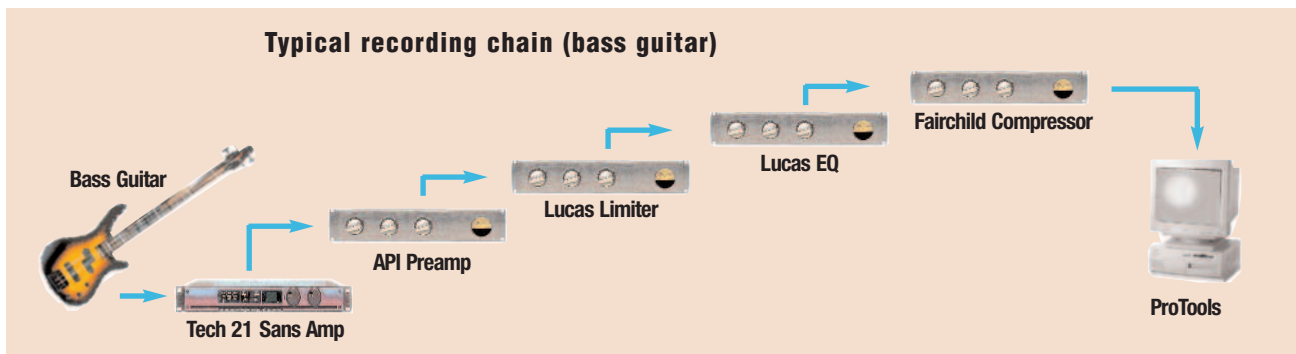 Typical recording chain (bass guitar)
Bass Guitar
Tech 21 Sans Amp
API Preamp
Lucas Limiter
Lucas EQ
Fairchild Compressor
ProTools